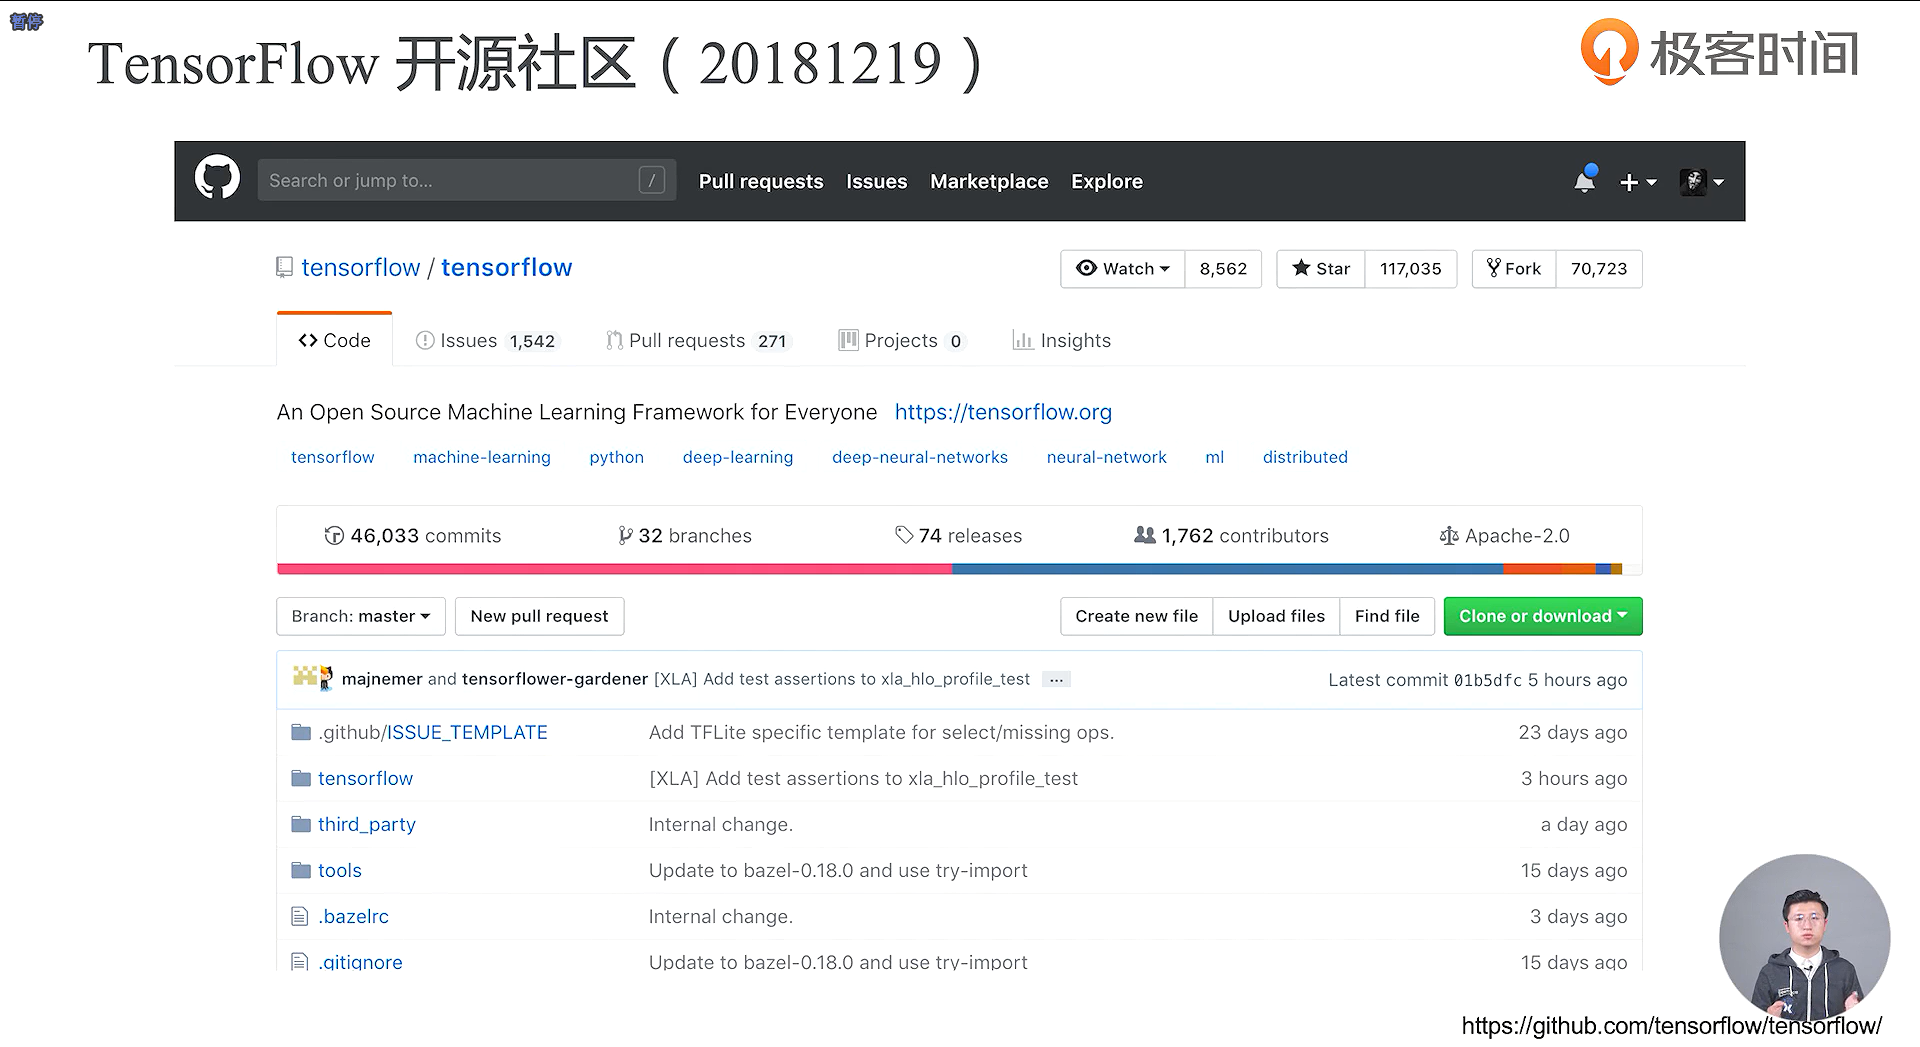 暂停
TensorFlow 开源社区（20181219）
极客时间
Search or jump to... /
Pull requests Issues Marketplace Explore
tensorflow / tensorflow
Watch 8,562 Star 117,035 Fork 70,723
Code Issues 1,542 Pull requests 271 Projects 0 Insights
An Open Source Machine Learning Framework for Everyone https://tensorflow.org
tensorflow machine-learning python deep-learning deep-neural-networks neural-network ml distributed
46,033 commits 32 branches 74 releases 1,762 contributors Apache-2.0
Branch: master New pull request Create new file Upload files Find file Clone or download
majnemer and tensorflower-gardener [XLA] Add test assertions to xla_hlo_profile_test ... Latest commit 01b5dfc 5 hours ago
.github/ISSUE_TEMPLATE Add TFLite specific template for select/missing ops. 23 days ago
tensorflow [XLA] Add test assertions to xla_hlo_profile_test 3 hours ago
third_party Internal change. a day ago
tools Update to bazel-0.18.0 and use try-import 15 days ago
.bazelrc Internal change. 3 days ago
.gitignore Update to bazel-0.18.0 and use try-import 15 days ago
https://github.com/tensorflow/tensorflow/